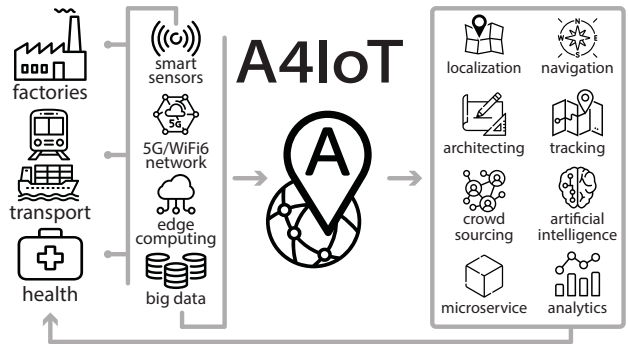 factories
transport
health
smart
sensors
5G
5G/WiFi6
network
edge
computing
big data
A4IoT
A
localization
N
W
E
S
navigation
architecting
tracking
crowd
sourcing
artificial
intelligence
microservice
analytics